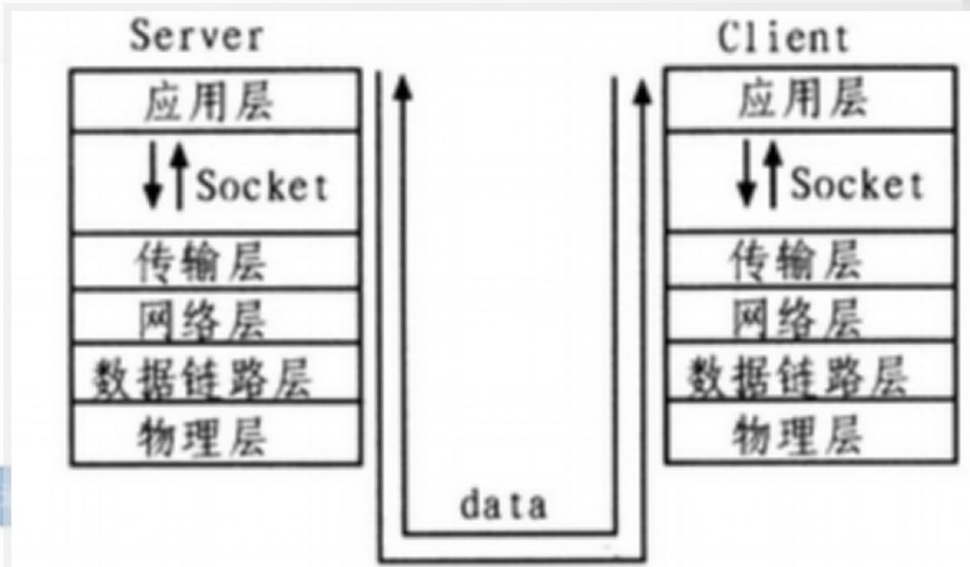 Server
应用层
Socket
传输层
网络层
数据链路层
物理层
Client
应用层
Socket
传输层
网络层
数据链路层
物理层
data